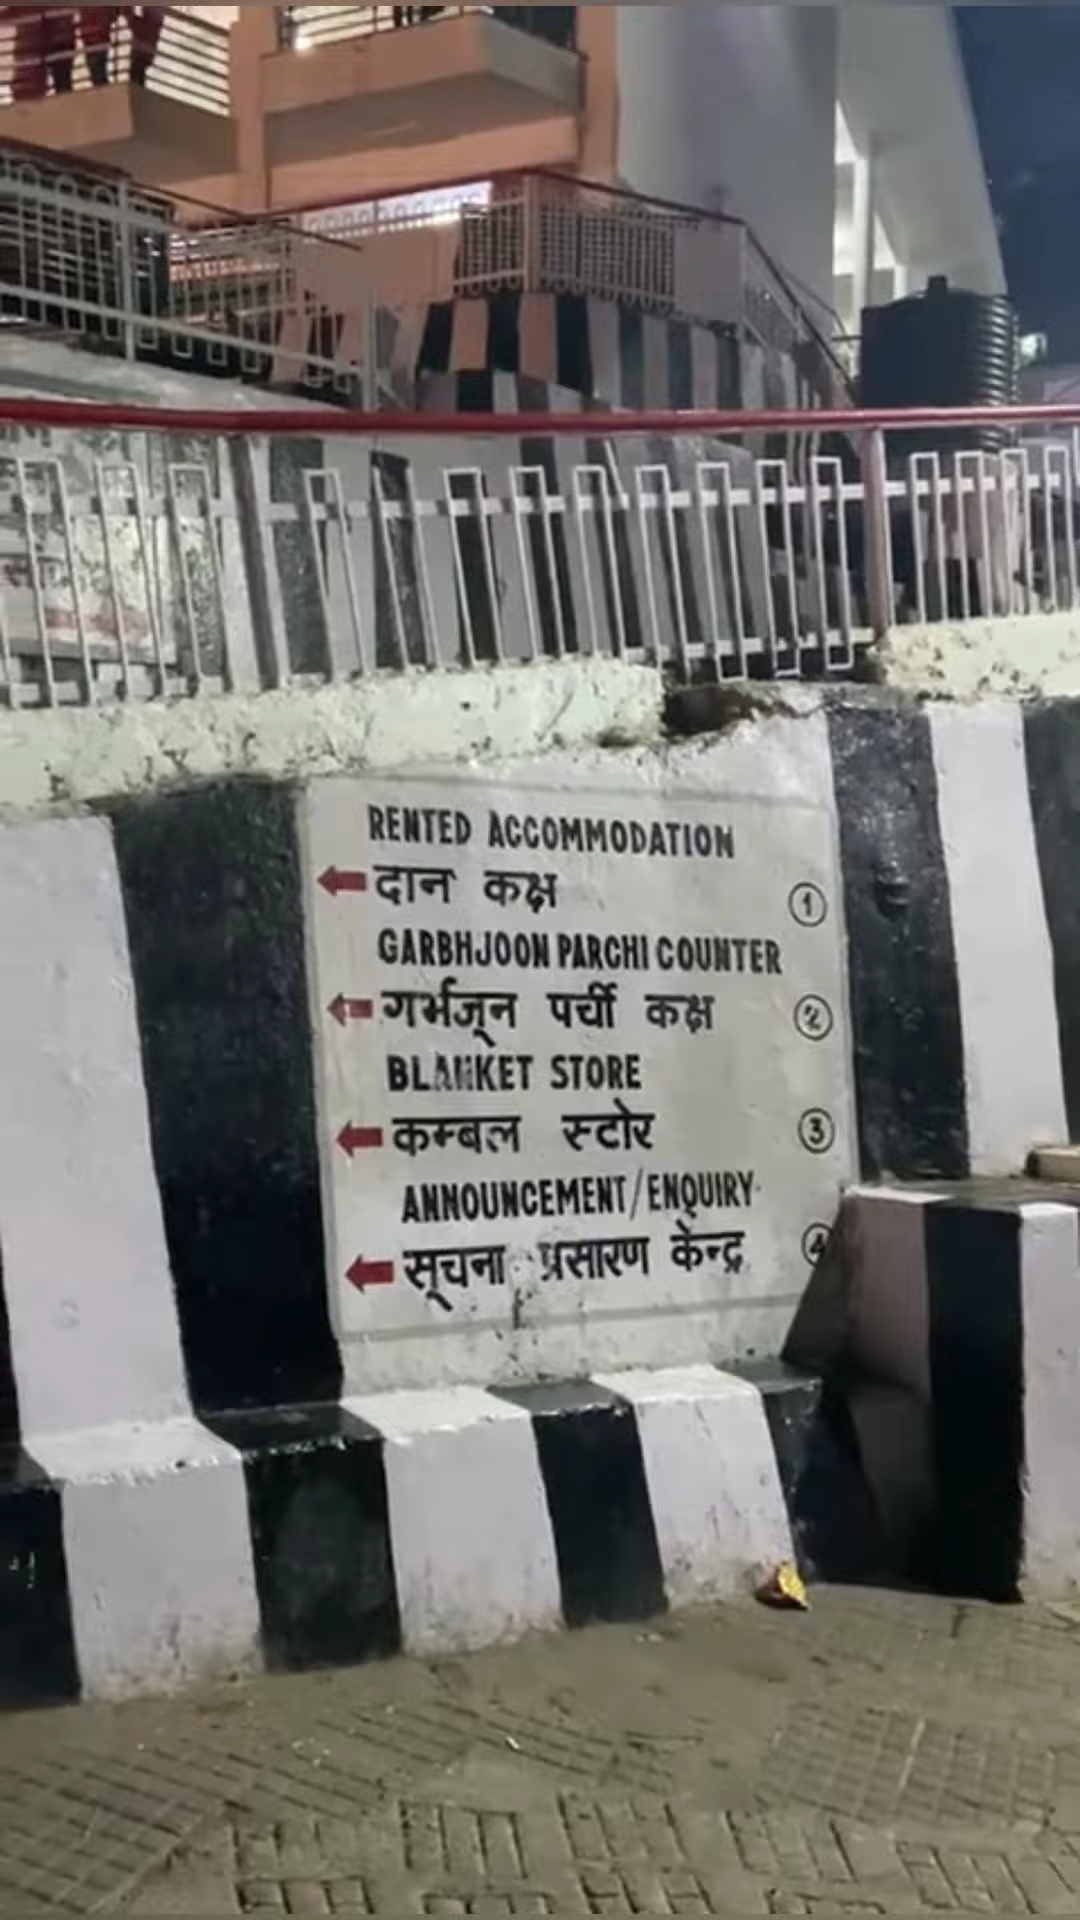 RENTED ACCOMMODATION
दान कक्ष 1
GARBHJOON PARCHI COUNTER
गर्भजून पर्ची कक्ष 2
BLANKET STORE
कम्बल स्टोर 3
ANNOUNCEMENT/ENQUIRY
सूचना प्रसारण केन्द्र 4